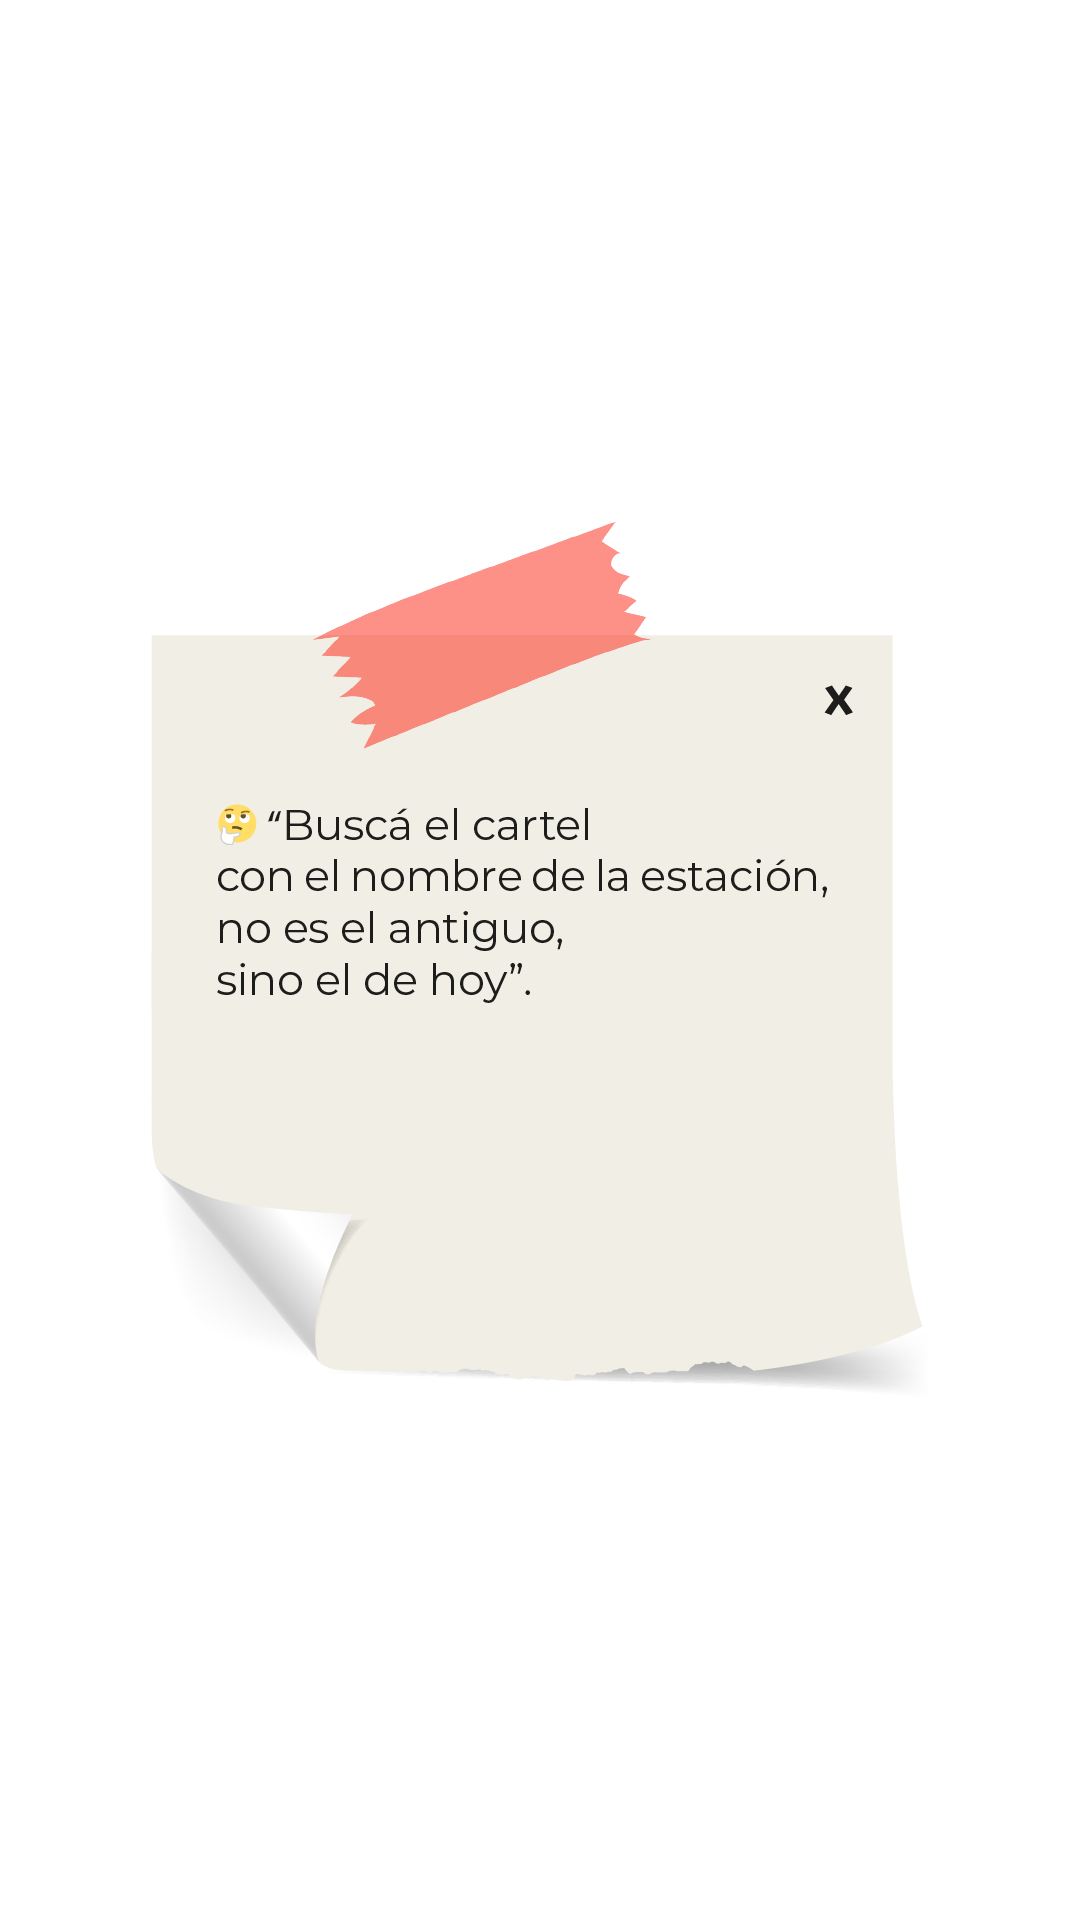 x
🤔 “Buscá el cartel
con el nombre de la estación,
no es el antiguo,
sino el de hoy”.